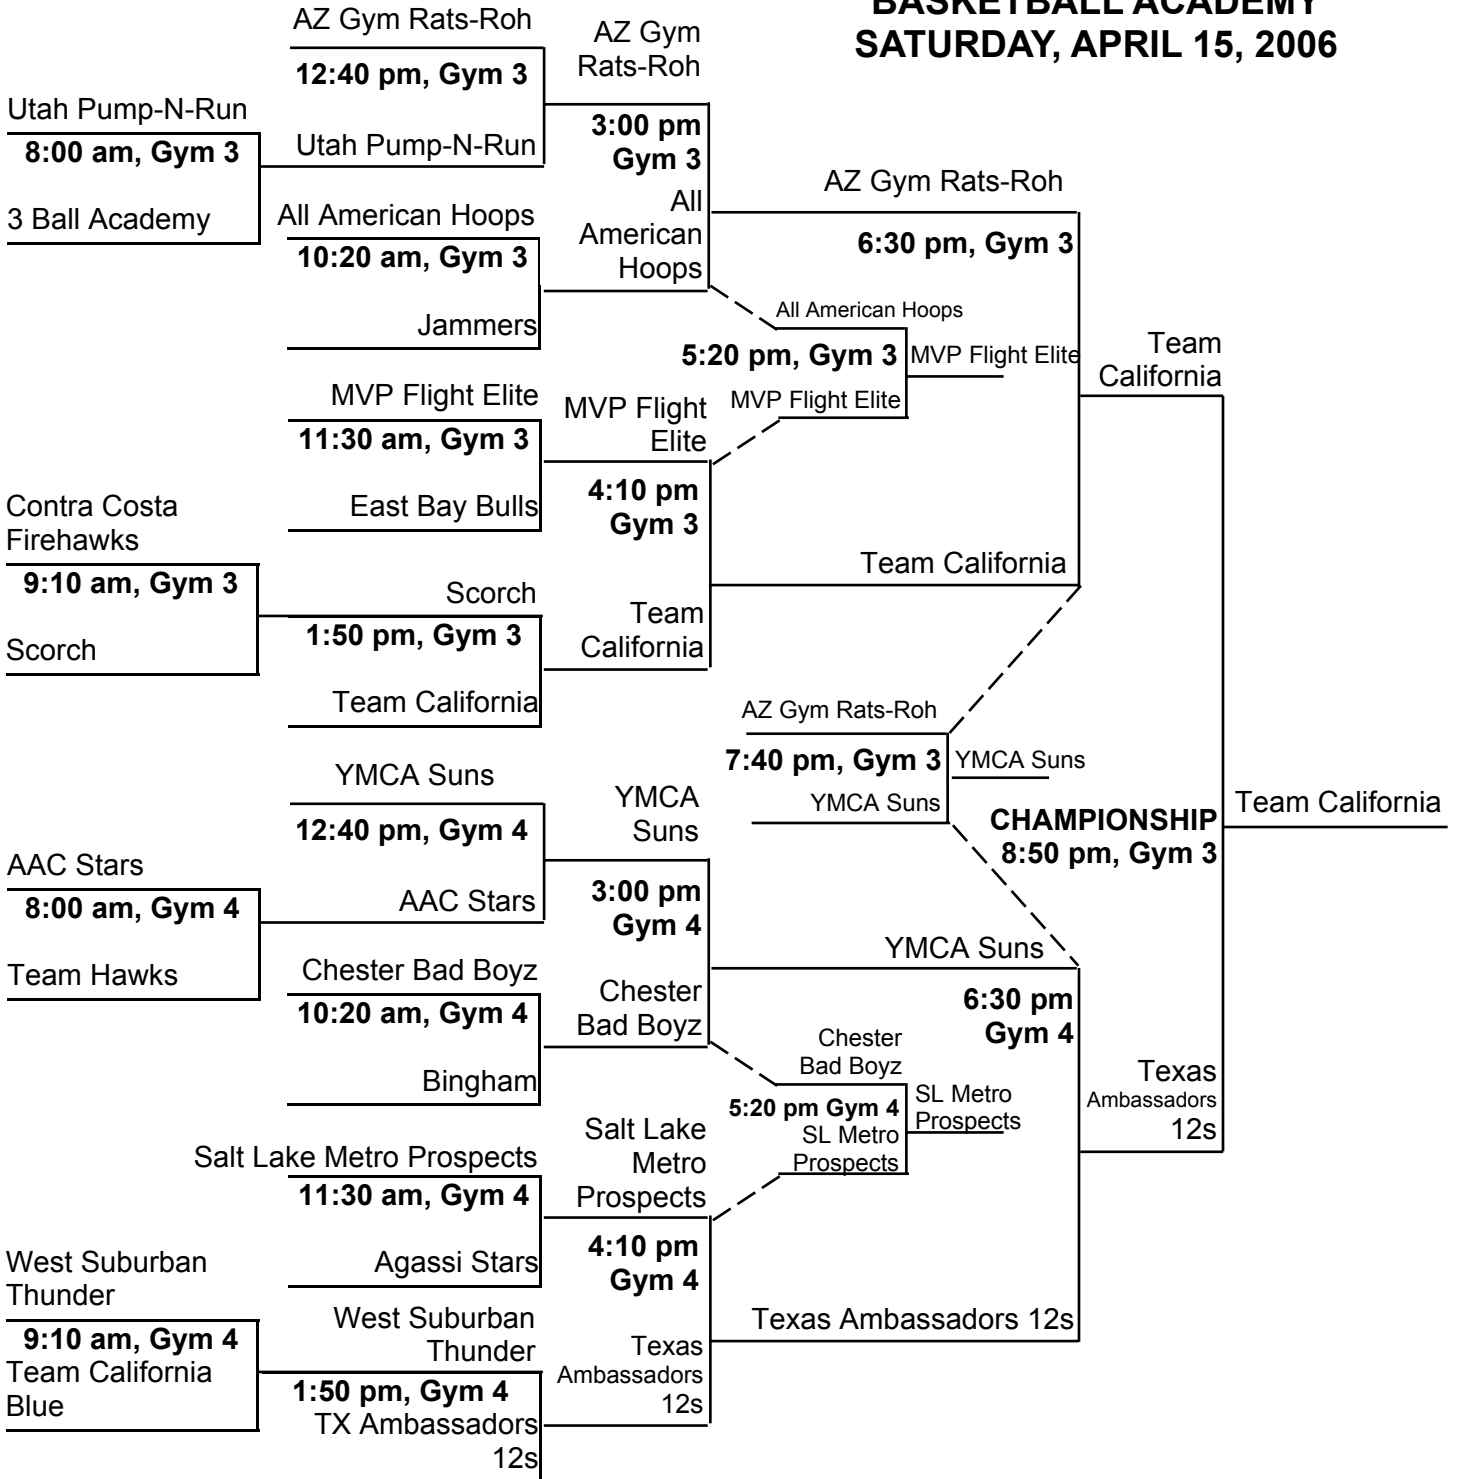 BASKETBALL ACADEMY
SATURDAY, APRIL 15, 2006
AZ Gym Rats-Roh
12:40 pm, Gym 3
Utah Pump-N-Run
AZ Gym
Rats-Roh
Utah Pump-N-Run
8:00 am, Gym 3
3 Ball Academy
3:00 pm
Gym 3
All American Hoops
10:20 am, Gym 3
Jammers
All
American
Hoops
AZ Gym Rats-Roh
6:30 pm, Gym 3
All American Hoops
5:20 pm, Gym 3
MVP Flight Elite
MVP Flight Elite
MVP Flight Elite
11:30 am, Gym 3
East Bay Bulls
MVP Flight
Elite
4:10 pm
Gym 3
Team
California
Contra Costa
Firehawks
9:10 am, Gym 3
Scorch
Scorch
1:50 pm, Gym 3
Team California
Team
California
Team California
AZ Gym Rats-Roh
7:40 pm, Gym 3
YMCA Suns
YMCA Suns
CHAMPIONSHIP
8:50 pm, Gym 3
Team California
YMCA Suns
12:40 pm, Gym 4
AAC Stars
YMCA
Suns
AAC Stars
8:00 am, Gym 4
Team Hawks
3:00 pm
Gym 4
Chester Bad Boyz
10:20 am, Gym 4
Bingham
Chester
Bad Boyz
YMCA Suns
6:30 pm
Gym 4
Chester
Bad Boyz
5:20 pm Gym 4
SL Metro
Prospects
SL Metro
Prospects
Texas
Ambassadors
12s
Salt Lake Metro Prospects
11:30 am, Gym 4
Agassi Stars
Salt Lake
Metro
Prospects
4:10 pm
Gym 4
West Suburban
Thunder
9:10 am, Gym 4
Team California
Blue
West Suburban
Thunder
1:50 pm, Gym 4
TX Ambassadors
12s
Texas
Ambassadors
12s
Texas Ambassadors 12s